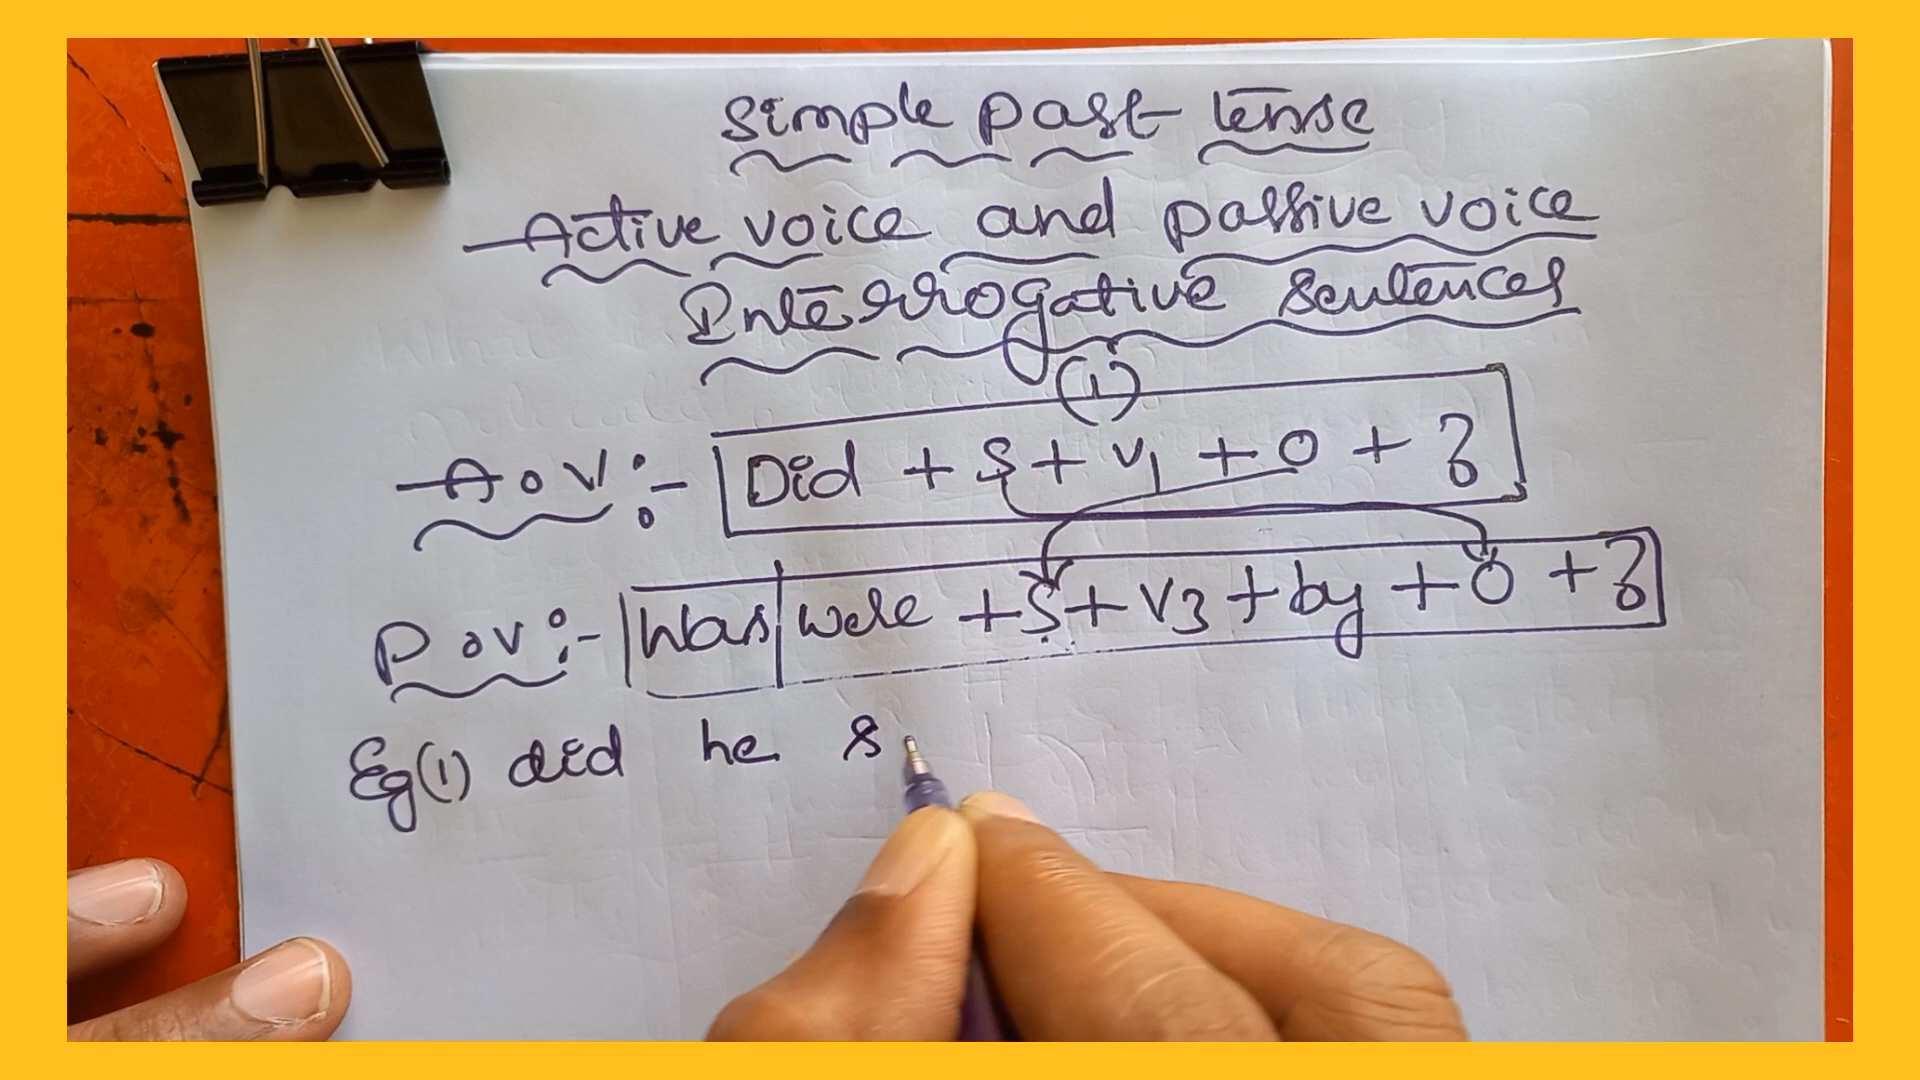 Simple past tense
Active voice and passive voice
Interrogative sentences
(1)
A.V:- Did + S + V1 + O + ?
P.V:- Was/were + S + V3 + by + O + ?
Eg(1) did he s